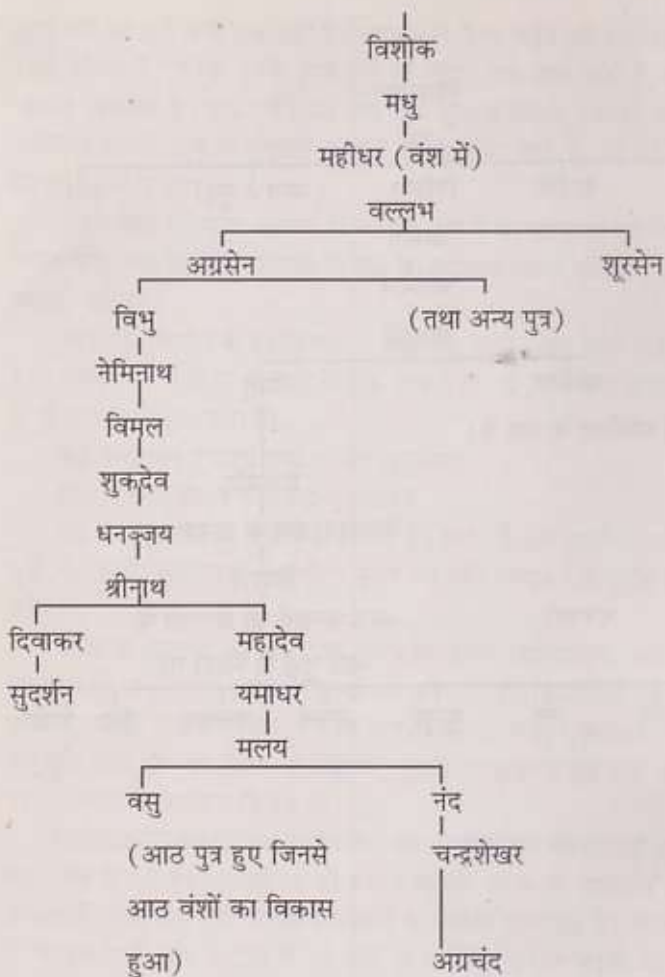 विशोक
मधु
महीधर (वंश में)
वल्लभ
अग्रसेन शूरसेन
विभु (तथा अन्य पुत्र)
नेमिनाथ
विमल
शुकदेव
धनञ्जय
श्रीनाथ
दिवाकर महादेव
सुदर्शन यमाधर
मलय
वसु नंद
(आठ पुत्र हुए जिनसे चन्द्रशेखर
आठ वंशों का विकास
हुआ) अग्रचंद